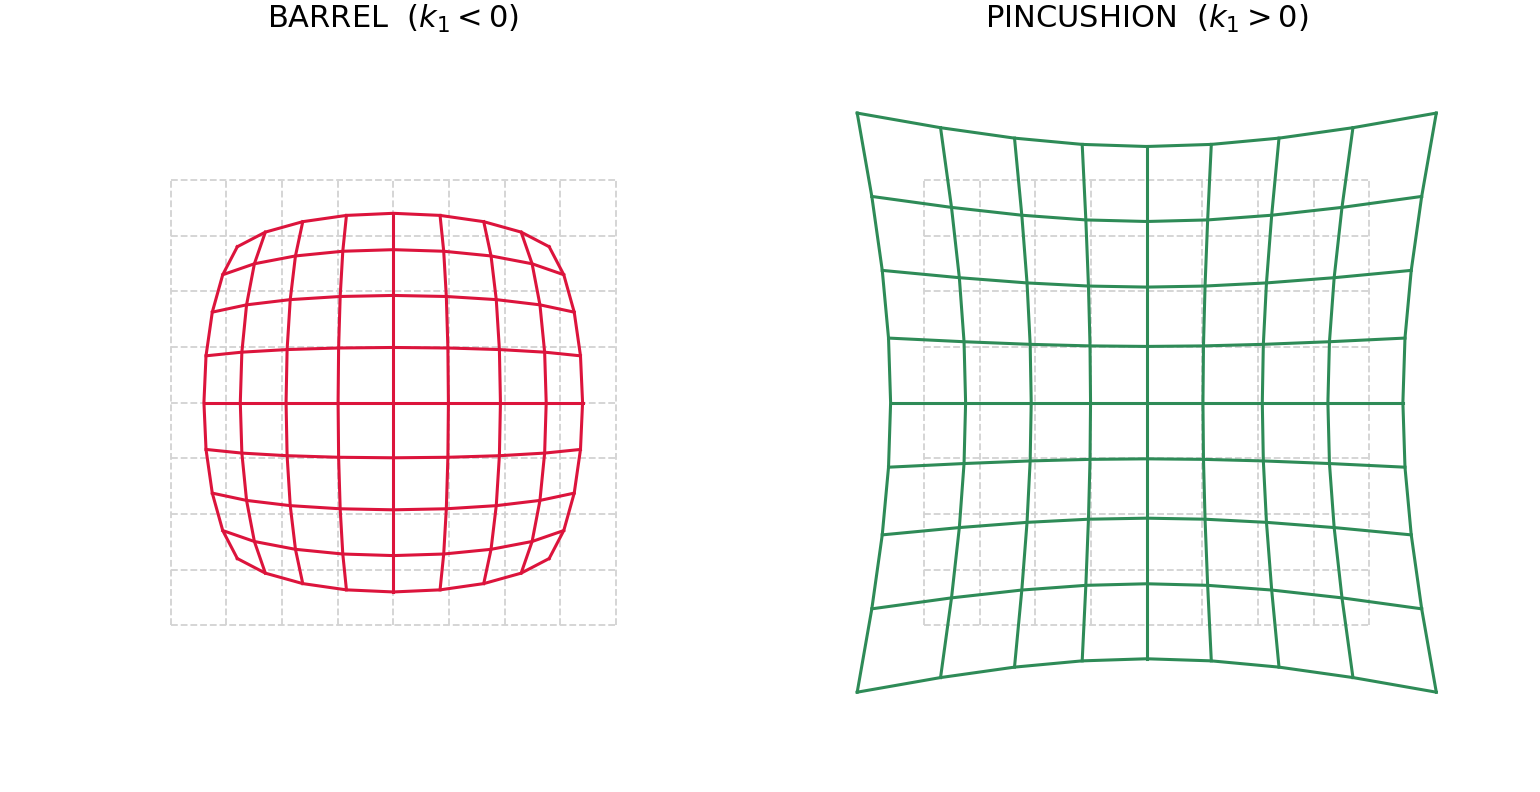 BARREL (k₁ < 0)
PINCUSHION (k₁ > 0)